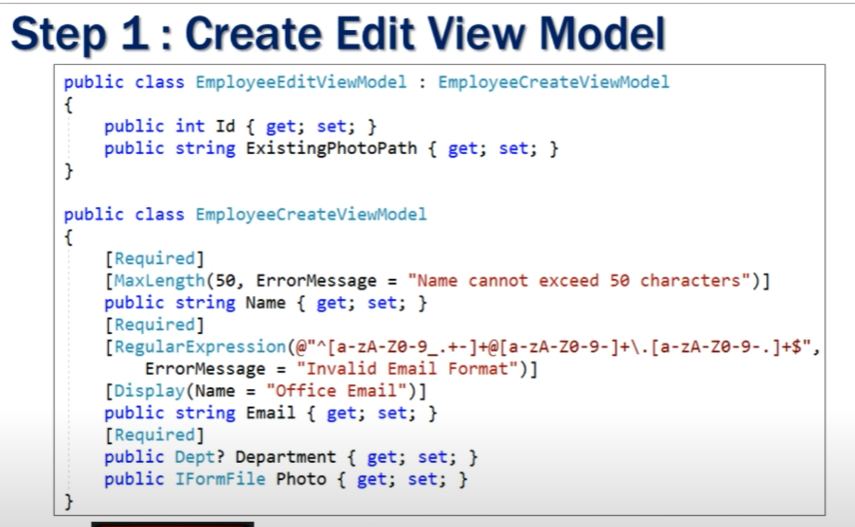 Step 1 : Create Edit View Model
public class EmployeeEditViewModel : EmployeeCreateViewModel
{
public int Id { get; set; }
public string ExistingPhotoPath { get; set; }
}
public class EmployeeCreateViewModel
{
[Required]
[MaxLength(50, ErrorMessage = "Name cannot exceed 50 characters")]
public string Name { get; set; }
[Required]
[RegularExpression(@"^[a-zA-Z0-9_.+-]+@[a-zA-Z0-9-]+\.[a-zA-Z0-9-.]+$",
ErrorMessage = "Invalid Email Format")]
[Display(Name = "Office Email")]
public string Email { get; set; }
[Required]
public Dept? Department { get; set; }
public IFormFile Photo { get; set; }
}